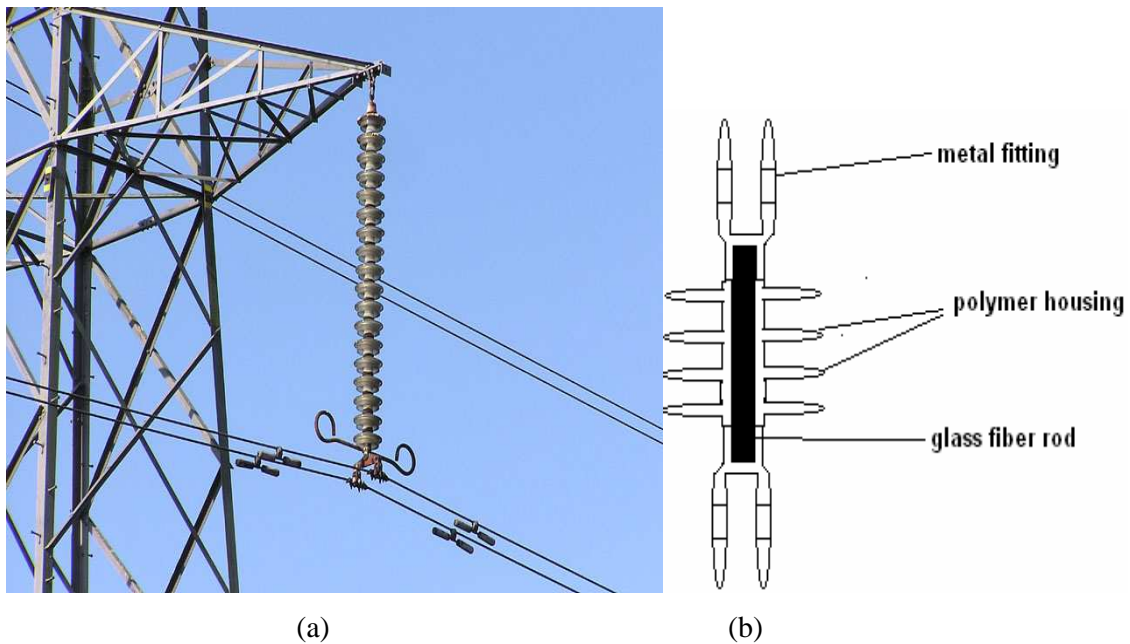 metal fitting
polymer housing
glass fiber rod
(a)
(b)